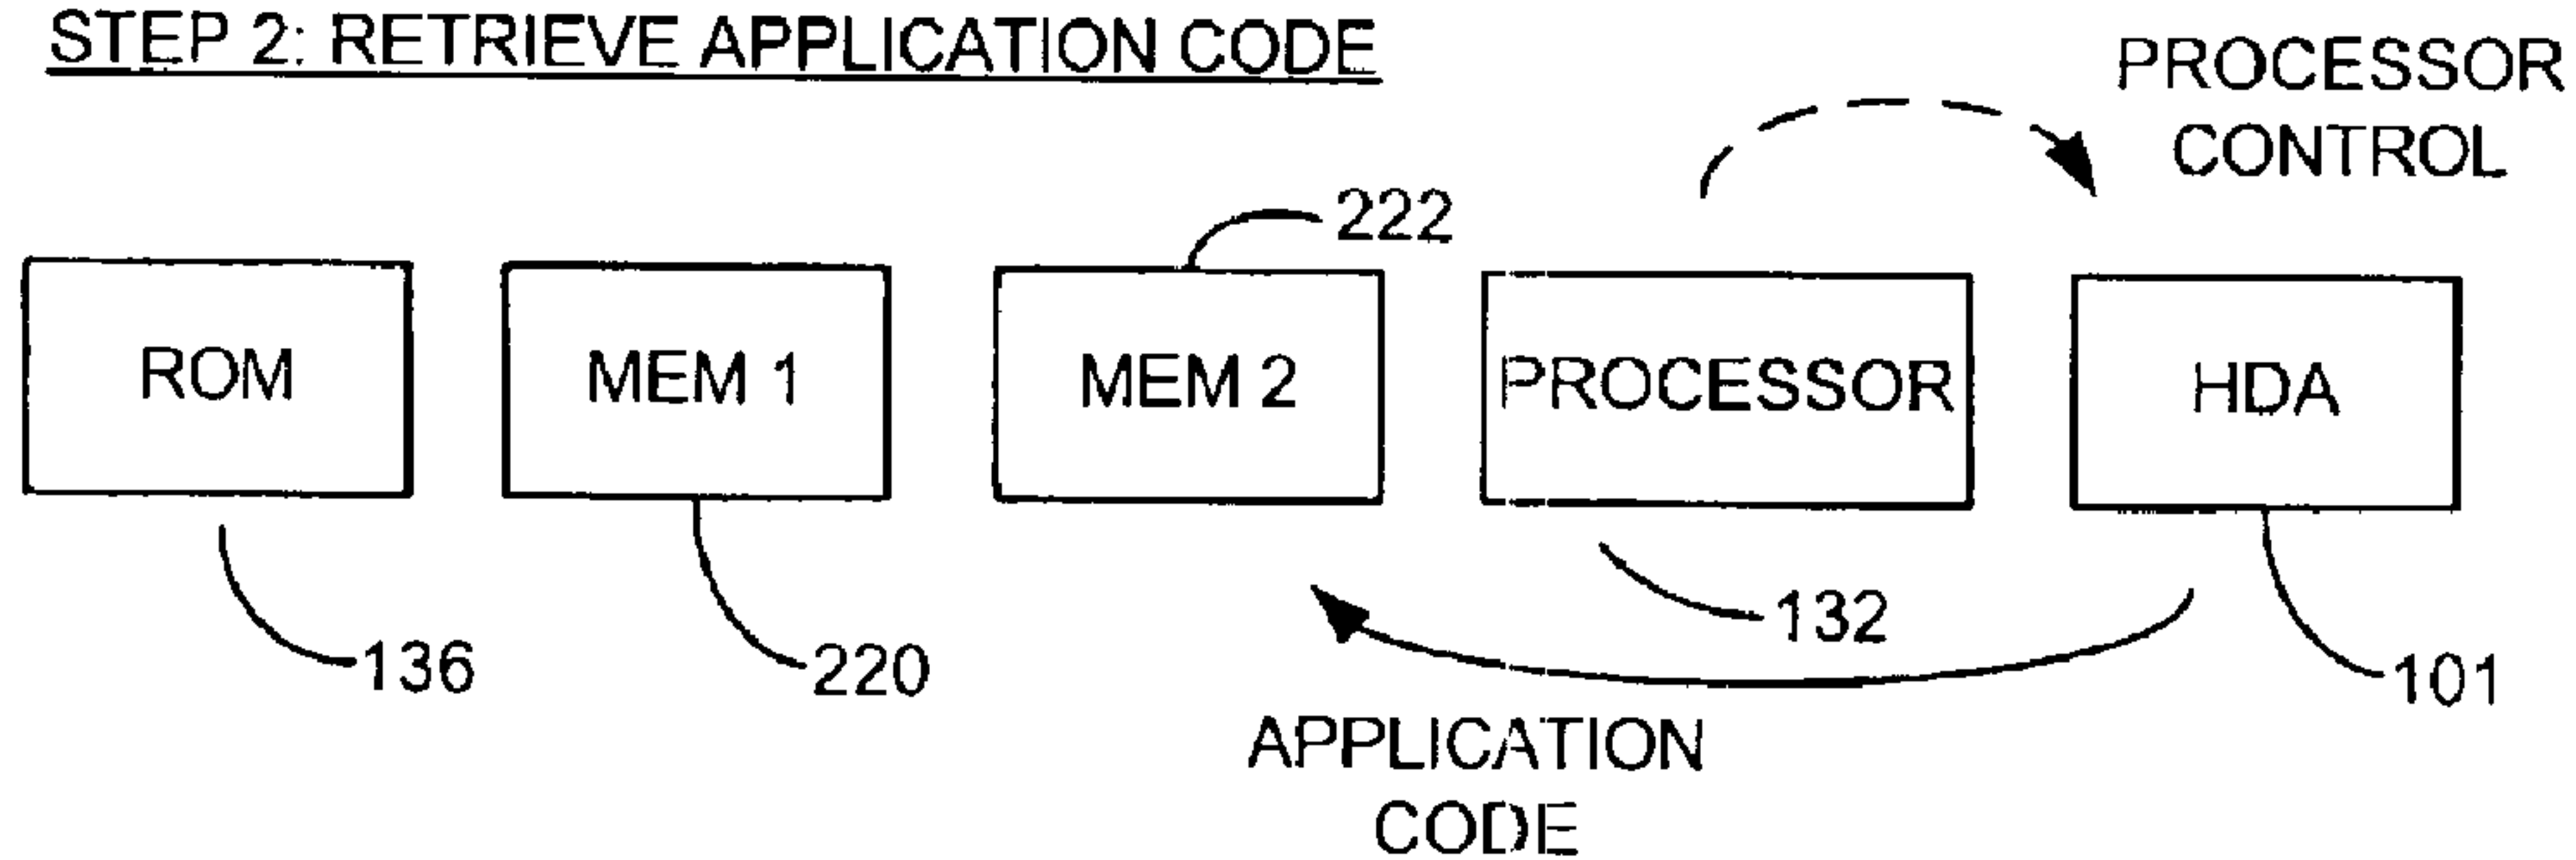 STEP 2: RETRIEVE APPLICATION CODE
PROCESSOR
CONTROL
222
ROM
MEM 1
MEM 2
PROCESSOR
HDA
136
220
132
101
APPLICATION
CODE